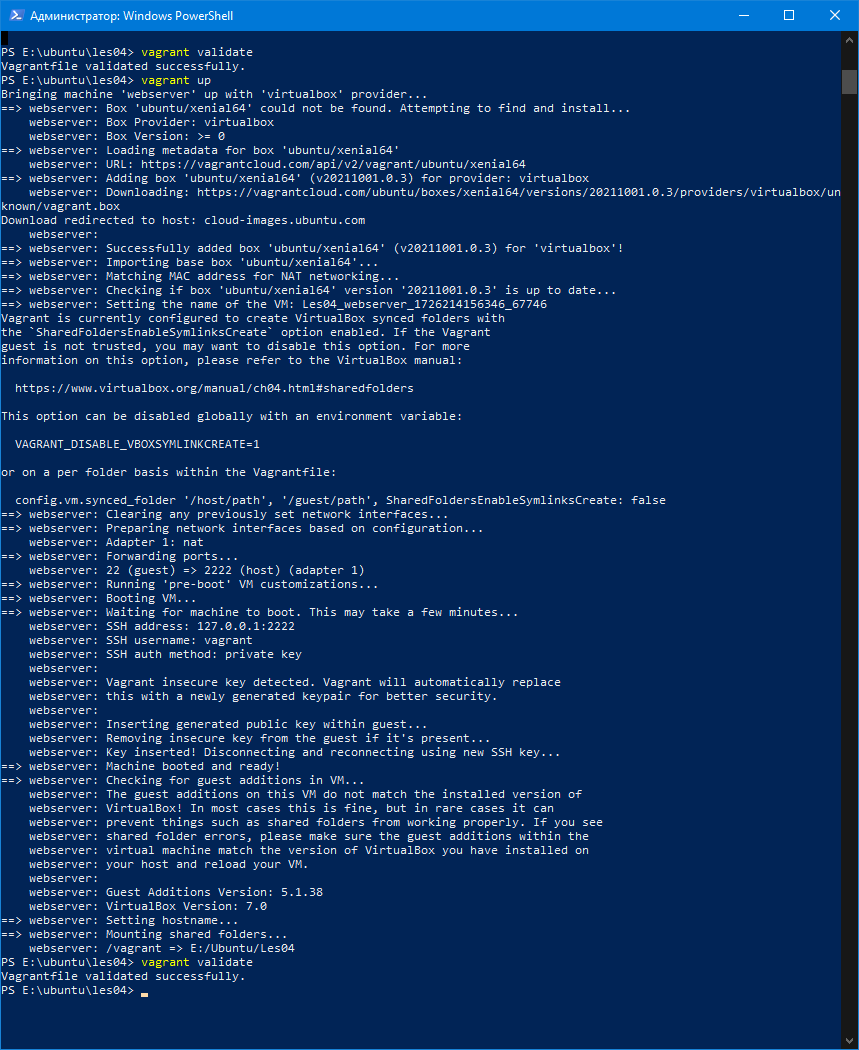 Администратор: Windows PowerShell
PS E:\ubuntu\les04> vagrant validate
Vagrantfile validated successfully.
PS E:\ubuntu\les04> vagrant up
Bringing machine 'webserver' up with 'virtualbox' provider...
==> webserver: Box 'ubuntu/xenial64' could not be found. Attempting to find and install...
    webserver: Box Provider: virtualbox
    webserver: Box Version: >= 0
==> webserver: Loading metadata for box 'ubuntu/xenial64'
    webserver: URL: https://vagrantcloud.com/api/v2/vagrant/ubuntu/xenial64
==> webserver: Adding box 'ubuntu/xenial64' (v20211001.0.3) for provider: virtualbox
    webserver: Downloading: https://vagrantcloud.com/ubuntu/boxes/xenial64/versions/20211001.0.3/providers/virtualbox/un
known/vagrant.box
Download redirected to host: cloud-images.ubuntu.com
    webserver:
==> webserver: Successfully added box 'ubuntu/xenial64' (v20211001.0.3) for 'virtualbox'!
==> webserver: Importing base box 'ubuntu/xenial64'...
==> webserver: Matching MAC address for NAT networking...
==> webserver: Checking if box 'ubuntu/xenial64' version '20211001.0.3' is up to date...
==> webserver: Setting the name of the VM: Les04_webserver_1726214156346_67746
Vagrant is currently configured to create VirtualBox synced folders with
the `SharedFoldersEnableSymlinksCreate` option enabled. If the Vagrant
guest is not trusted, you may want to disable this option. For more
information on this option, please refer to the VirtualBox manual:
  https://www.virtualbox.org/manual/ch04.html#sharedfolders
This option can be disabled globally with an environment variable:
  VAGRANT_DISABLE_VBOXSYMLINKCREATE=1
or on a per folder basis within the Vagrantfile:
  config.vm.synced_folder '/host/path', '/guest/path', SharedFoldersEnableSymlinksCreate: false
==> webserver: Clearing any previously set network interfaces...
==> webserver: Preparing network interfaces based on configuration...
    webserver: Adapter 1: nat
==> webserver: Forwarding ports...
    webserver: 22 (guest) => 2222 (host) (adapter 1)
==> webserver: Running 'pre-boot' VM customizations...
==> webserver: Booting VM...
==> webserver: Waiting for machine to boot. This may take a few minutes...
    webserver: SSH address: 127.0.0.1:2222
    webserver: SSH username: vagrant
    webserver: SSH auth method: private key
    webserver:
    webserver: Vagrant insecure key detected. Vagrant will automatically replace
    webserver: this with a newly generated keypair for better security.
    webserver:
    webserver: Inserting generated public key within guest...
    webserver: Removing insecure key from the guest if it's present...
    webserver: Key inserted! Disconnecting and reconnecting using new SSH key...
==> webserver: Machine booted and ready!
==> webserver: Checking for guest additions in VM...
    webserver: The guest additions on this VM do not match the installed version of
    webserver: VirtualBox! In most cases this is fine, but in rare cases it can
    webserver: prevent things such as shared folders from working properly. If you see
    webserver: shared folder errors, please make sure the guest additions within the
    webserver: virtual machine match the version of VirtualBox you have installed on
    webserver: your host and reload your VM.
    webserver:
    webserver: Guest Additions Version: 5.1.38
    webserver: VirtualBox Version: 7.0
==> webserver: Setting hostname...
==> webserver: Mounting shared folders...
    webserver: /vagrant => E:/Ubuntu/Les04
PS E:\ubuntu\les04> vagrant validate
Vagrantfile validated successfully.
PS E:\ubuntu\les04>